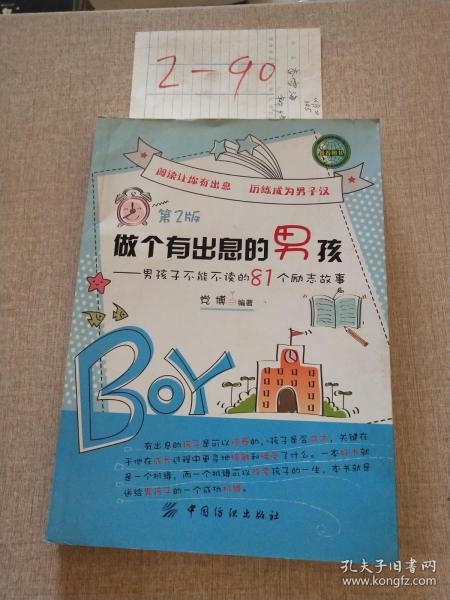 2-90
阅读让你有出息 历练成为男子汉
第2版
做个有出息的男孩
——男孩子不能不读的81个励志故事
党博 编著
BOY
有出息的孩子是可以培养的，孩子是否成才，关键在
于他在成长过程中更多地接触和接受了什么。一本好书就
是一个机遇，而一个机遇可以改变孩子的一生，本书就是
送给男孩子的一个成功机遇。
中国纺织出版社
孔夫子旧书网
www.kongfz.com